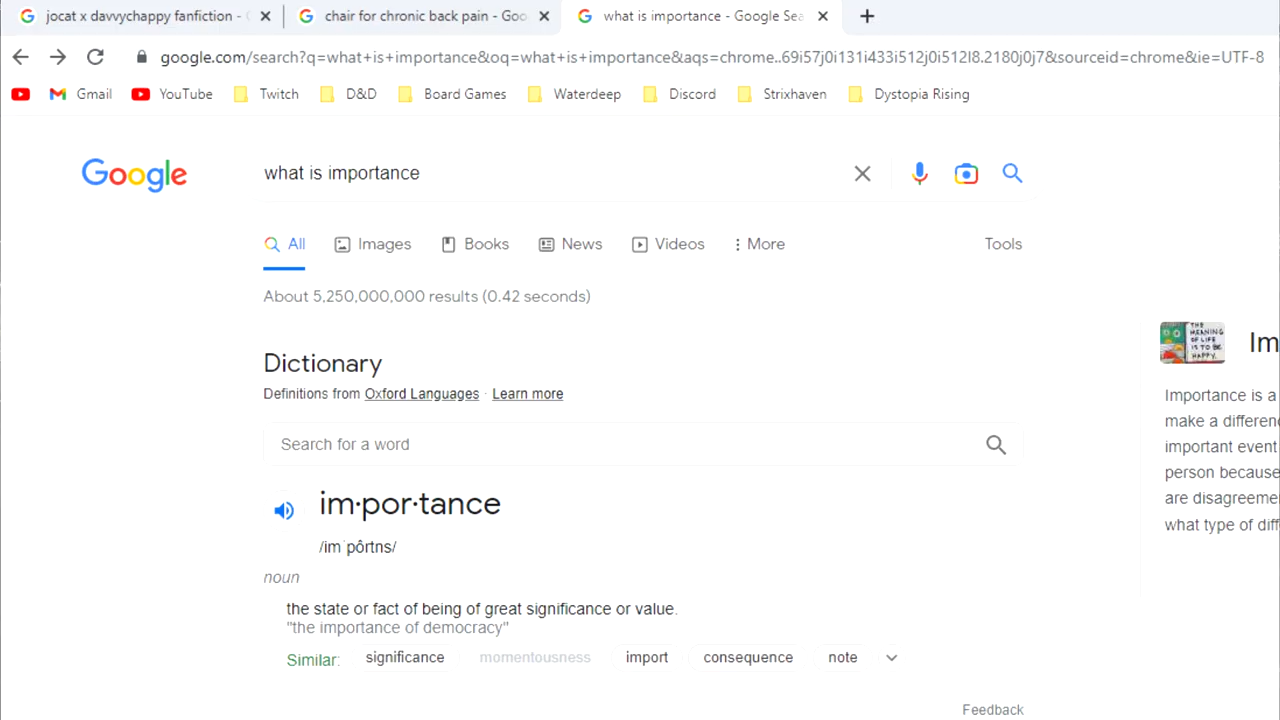 jocat x davvychappy fanfiction - G
chair for chronic back pain - Goo
what is importance - Google Sea
google.com/search?q=what+is+importance&oq=what+is+importance&aqs=chrome..69i57j0i131i433i512j0i512l8.2180j0j7&sourceid=chrome&ie=UTF-8
Gmail YouTube Twitch D&D Board Games Waterdeep Discord Strixhaven Dystopia Rising
Google
what is importance
All Images Books News Videos More Tools
About 5,250,000,000 results (0.42 seconds)
Dictionary
Definitions from Oxford Languages · Learn more
Search for a word
im·por·tance
/imˈpôrtns/
noun
the state or fact of being of great significance or value.
"the importance of democracy"
Similar: significance momentousness import consequence note
Feedback
THE
MEANING
OF LIFE
IS TO BE
HAPPY.
Im
Importance is a
make a differenc
important event
person because
are disagreeme
what type of diff